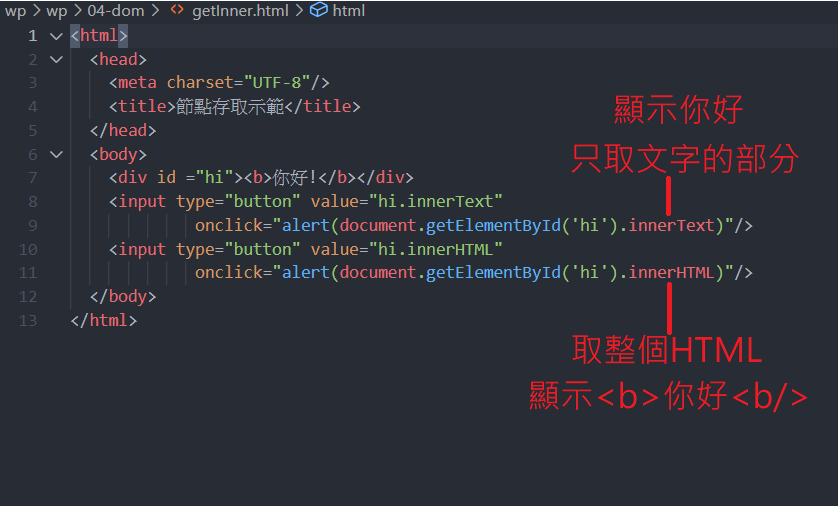 wp > wp > 04-dom > <> getInner.html > html
1 <html>
2 <head>
3 <meta charset="UTF-8"/>
4 <title>節點存取示範</title>
5 </head>
6 <body>
7 <div id ="hi"><b>你好!</b></div>
8 <input type="button" value="hi.innerText"
9 onclick="alert(document.getElementById('hi').innerText)"/>
10 <input type="button" value="hi.innerHTML"
11 onclick="alert(document.getElementById('hi').innerHTML)"/>
12 </body>
13 </html>
顯示你好
只取文字的部分
取整個HTML
顯示<b>你好<b/>